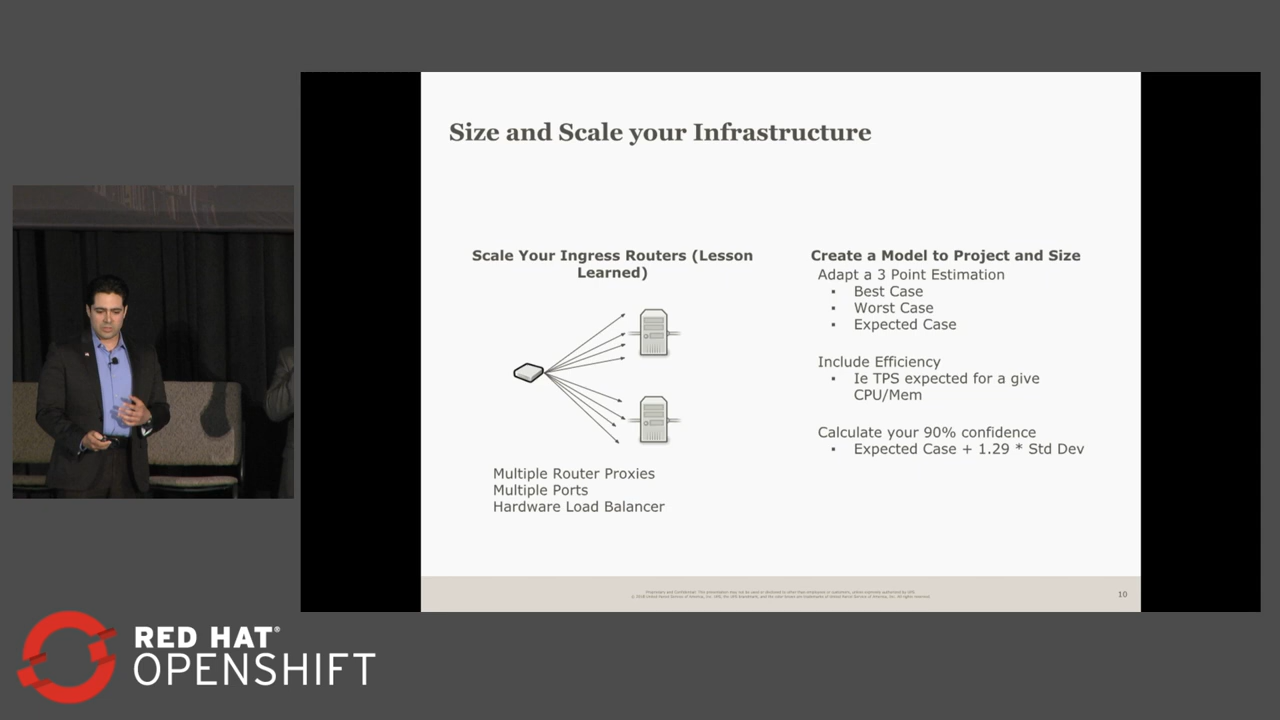 Size and Scale your Infrastructure
Scale Your Ingress Routers (Lesson
Learned)
Multiple Router Proxies
Multiple Ports
Hardware Load Balancer
Create a Model to Project and Size
Adapt a 3 Point Estimation
▪ Best Case
▪ Worst Case
▪ Expected Case
Include Efficiency
▪ Ie TPS expected for a give
CPU/Mem
Calculate your 90% confidence
▪ Expected Case + 1.29 * Std Dev
10
RED HAT®
OPENSHIFT